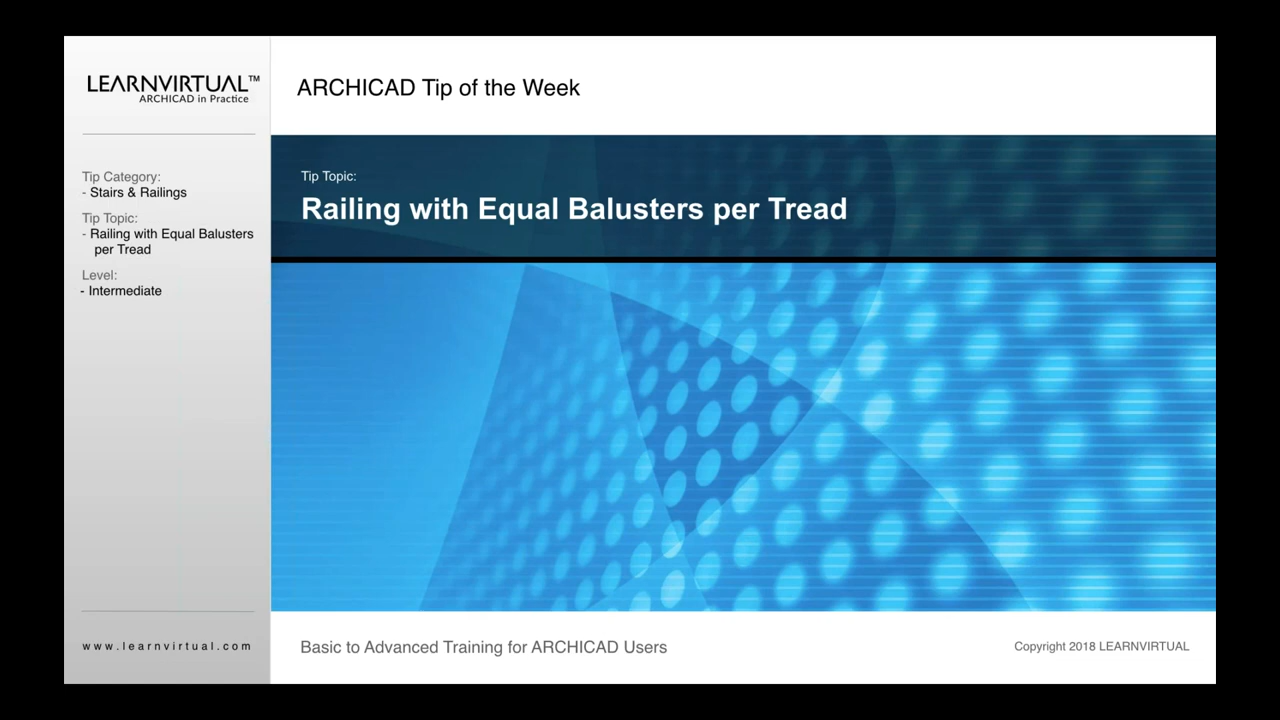 LEARNVIRTUAL™
ARCHICAD in Practice
Tip Category:
- Stairs & Railings
Tip Topic:
- Railing with Equal Balusters
per Tread
Level:
- Intermediate
www.learnvirtual.com
ARCHICAD Tip of the Week
Tip Topic:
Railing with Equal Balusters per Tread
Basic to Advanced Training for ARCHICAD Users
Copyright 2018 LEARNVIRTUAL